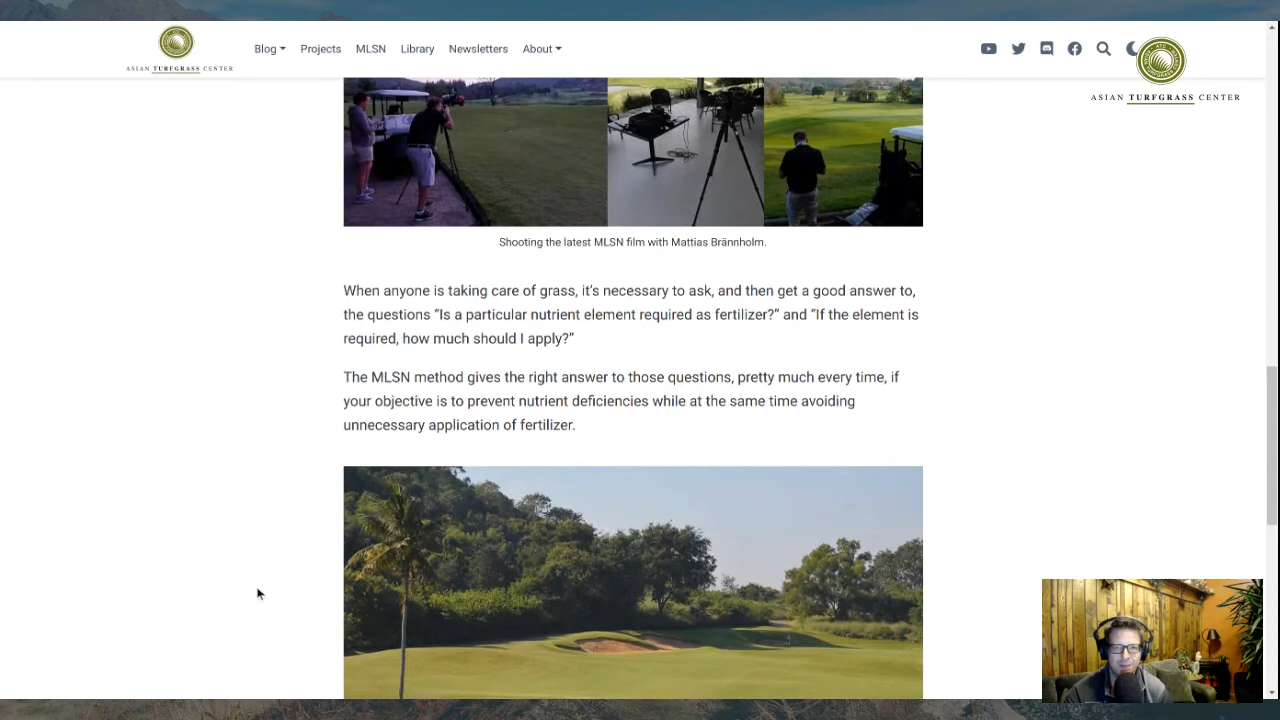 Blog Projects MLSN Library Newsletters About
ASIAN TURFGRASS CENTER
ASIAN TURFGRASS CENTER
Shooting the latest MLSN film with Mattias Brännholm.
When anyone is taking care of grass, it’s necessary to ask, and then get a good answer to,
the questions “Is a particular nutrient element required as fertilizer?” and “If the element is
required, how much should I apply?”
The MLSN method gives the right answer to those questions, pretty much every time, if
your objective is to prevent nutrient deficiencies while at the same time avoiding
unnecessary application of fertilizer.